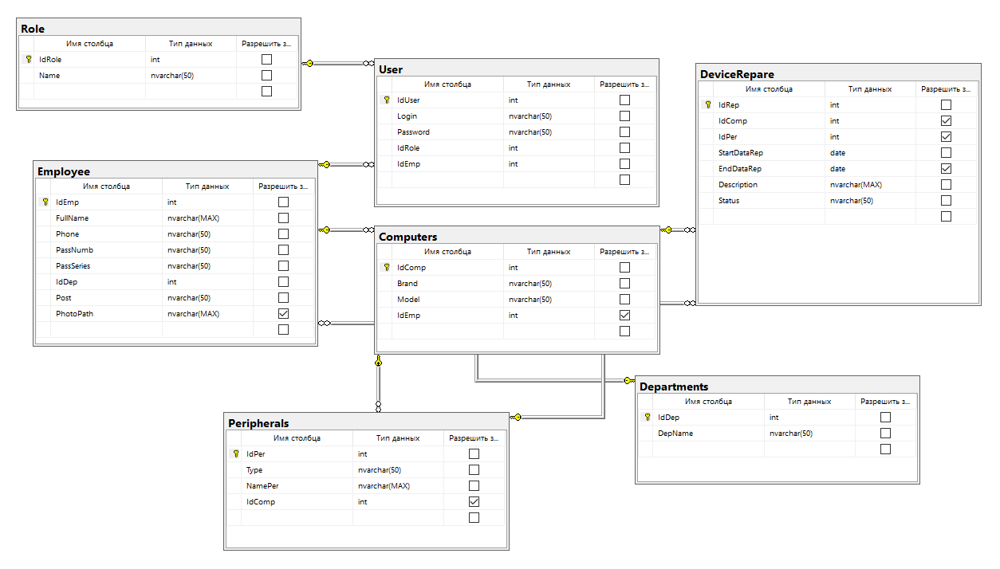 Role
Имя столбца Тип данных Разрешить з...
IdRole int
Name nvarchar(50)
User
Имя столбца Тип данных Разрешить з...
IdUser int
Login nvarchar(50)
Password nvarchar(50)
IdRole int
IdEmp int
DeviceRepare
Имя столбца Тип данных Разрешить з...
IdRep int
IdComp int
IdPer int
StartDataRep date
EndDataRep date
Description nvarchar(MAX)
Status nvarchar(50)
Employee
Имя столбца Тип данных Разрешить з...
IdEmp int
FullName nvarchar(MAX)
Phone nvarchar(50)
PassNumb nvarchar(50)
PassSeries nvarchar(50)
IdDep int
Post nvarchar(50)
PhotoPath nvarchar(MAX)
Computers
Имя столбца Тип данных Разрешить з...
IdComp int
Brand nvarchar(50)
Model nvarchar(50)
IdEmp int
Departments
Имя столбца Тип данных Разрешить з...
IdDep int
DepName nvarchar(50)
Peripherals
Имя столбца Тип данных Разрешить з...
IdPer int
Type nvarchar(50)
NamePer nvarchar(MAX)
IdComp int